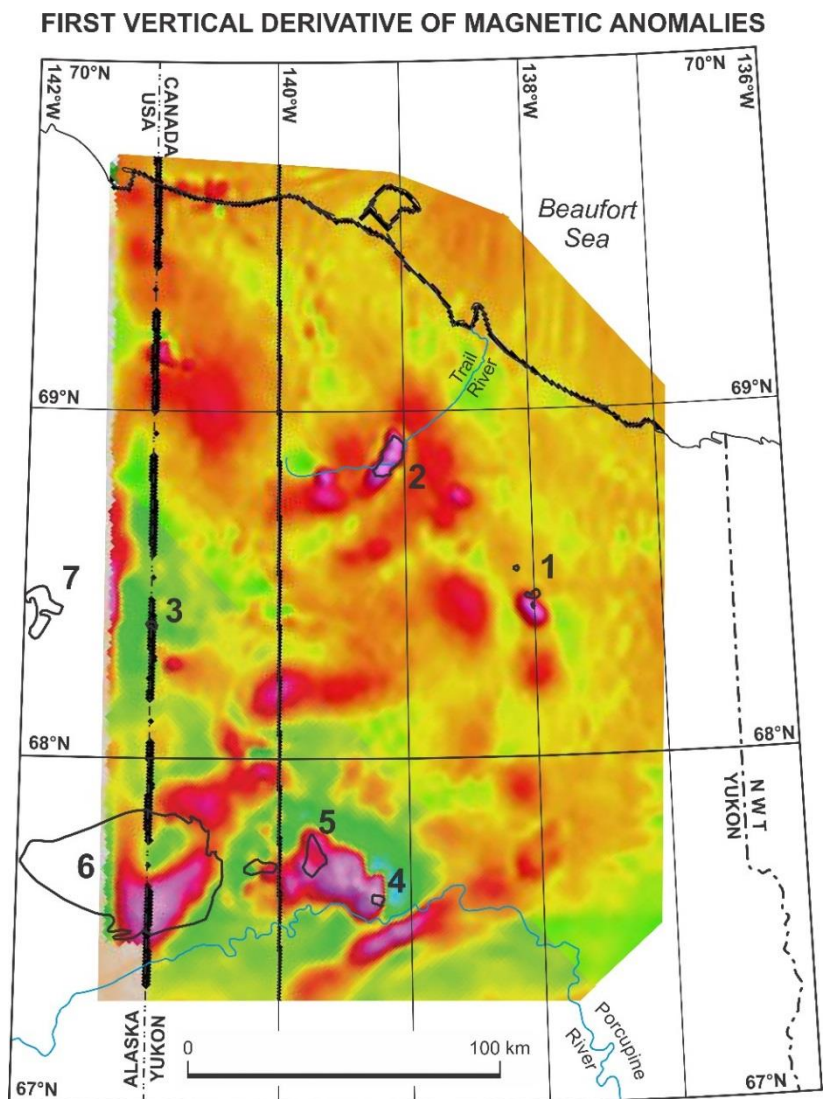 FIRST VERTICAL DERIVATIVE OF MAGNETIC ANOMALIES
142°W
70°N
USA
CANADA
140°W
138°W
70°N
136°W
Beaufort
Sea
Trail
River
69°N
69°N
2
1
7
3
68°N
68°N
YUKON
NWT
5
6
4
ALASKA
YUKON
0
100 km
Porcupine
River
67°N
67°N